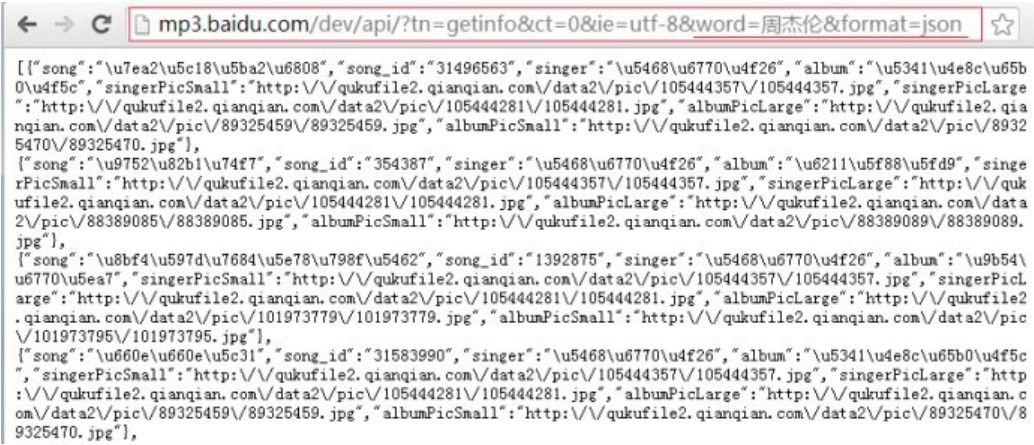 mp3.baidu.com/dev/api/?tn=getinfo&ct=0&ie=utf-8&word=周杰伦&format=json
[{"song":"\u7ea2\u5c18\u5ba2\u6808","song_id":"31496563","singer":"\u5468\u6770\u4f26","album":"\u5341\u4e8c\u65b
0\u4f5c","singerPicSmall":"http:\/\/qukufile2.qianqian.com\/data2\/pic\/105444357\/105444357.jpg","singerPicLarge
":"http:\/\/qukufile2.qianqian.com\/data2\/pic\/105444281\/105444281.jpg","albumPicLarge":"http:\/\/qukufile2.qia
nqian.com\/data2\/pic\/89325459\/89325459.jpg","albumPicSmall":"http:\/\/qukufile2.qianqian.com\/data2\/pic\/8932
5470\/89325470.jpg"},
{"song":"\u9752\u82b1\u74f7","song_id":"354387","singer":"\u5468\u6770\u4f26","album":"\u6211\u5f88\u5fd9","singe
rPicSmall":"http:\/\/qukufile2.qianqian.com\/data2\/pic\/105444357\/105444357.jpg","singerPicLarge":"http:\/\/quk
ufile2.qianqian.com\/data2\/pic\/105444281\/105444281.jpg","albumPicLarge":"http:\/\/qukufile2.qianqian.com\/data
2\/pic\/88389085\/88389085.jpg","albumPicSmall":"http:\/\/qukufile2.qianqian.com\/data2\/pic\/88389089\/88389089.
jpg"},
{"song":"\u8bf4\u597d\u7684\u5e78\u798f\u5462","song_id":"1392875","singer":"\u5468\u6770\u4f26","album":"\u9b54\
u6770\u5ea7","singerPicSmall":"http:\/\/qukufile2.qianqian.com\/data2\/pic\/105444357\/105444357.jpg","singerPicL
arge":"http:\/\/qukufile2.qianqian.com\/data2\/pic\/105444281\/105444281.jpg","albumPicLarge":"http:\/\/qukufile2
.qianqian.com\/data2\/pic\/101973779\/101973779.jpg","albumPicSmall":"http:\/\/qukufile2.qianqian.com\/data2\/pic
\/101973795\/101973795.jpg"},
{"song":"\u660e\u660e\u5c31","song_id":"31583990","singer":"\u5468\u6770\u4f26","album":"\u5341\u4e8c\u65b0\u4f5c
","singerPicSmall":"http:\/\/qukufile2.qianqian.com\/data2\/pic\/105444357\/105444357.jpg","singerPicLarge":"http
:\/\/qukufile2.qianqian.com\/data2\/pic\/105444281\/105444281.jpg","albumPicLarge":"http:\/\/qukufile2.qianqian.c
om\/data2\/pic\/89325459\/89325459.jpg","albumPicSmall":"http:\/\/qukufile2.qianqian.com\/data2\/pic\/89325470\/8
9325470.jpg"},